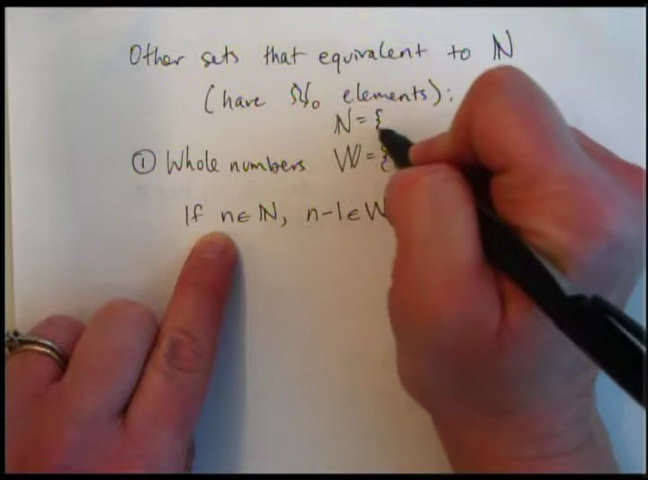 Other sets that equivalent to ℕ
(have ℵ₀ elements):
N = {
① Whole numbers W = {
If n ∈ ℕ, n-1 ∈ W